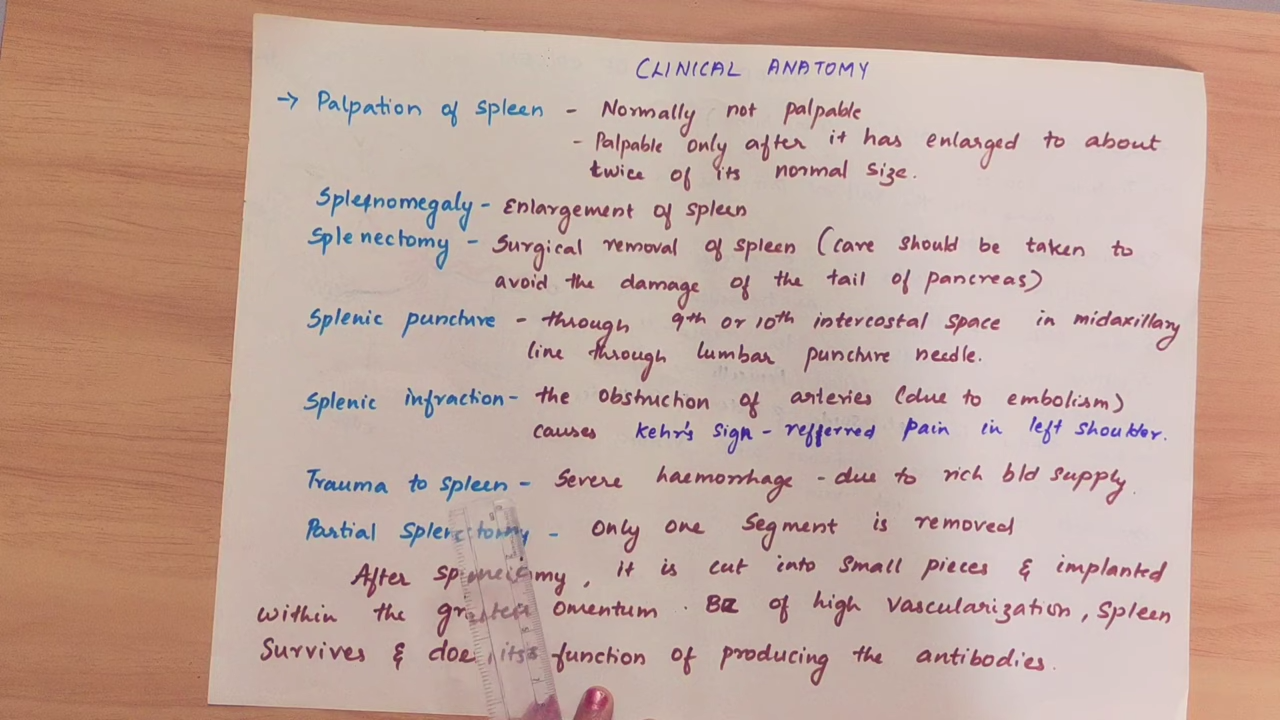 CLINICAL ANATOMY
→ Palpation of spleen - Normally not palpable
- Palpable only after it has enlarged to about
twice of its normal size.
Splenomegaly - Enlargement of spleen
Splenectomy - Surgical removal of spleen (care should be taken to
avoid the damage of the tail of pancreas)
Splenic puncture - through 9th or 10th intercostal space in midaxillary
line through lumbar puncture needle.
Splenic infraction - the obstruction of arteries (due to embolism)
causes Kehr's sign - refferred pain in left shoulder.
Trauma to spleen - Severe haemorrhage - due to rich bld supply.
Partial Splenectomy - Only one segment is removed
After , it is cut into small pieces & implanted
within the greater omentum. Bz of high vascularization, spleen
Survives & does its function of producing the antibodies.